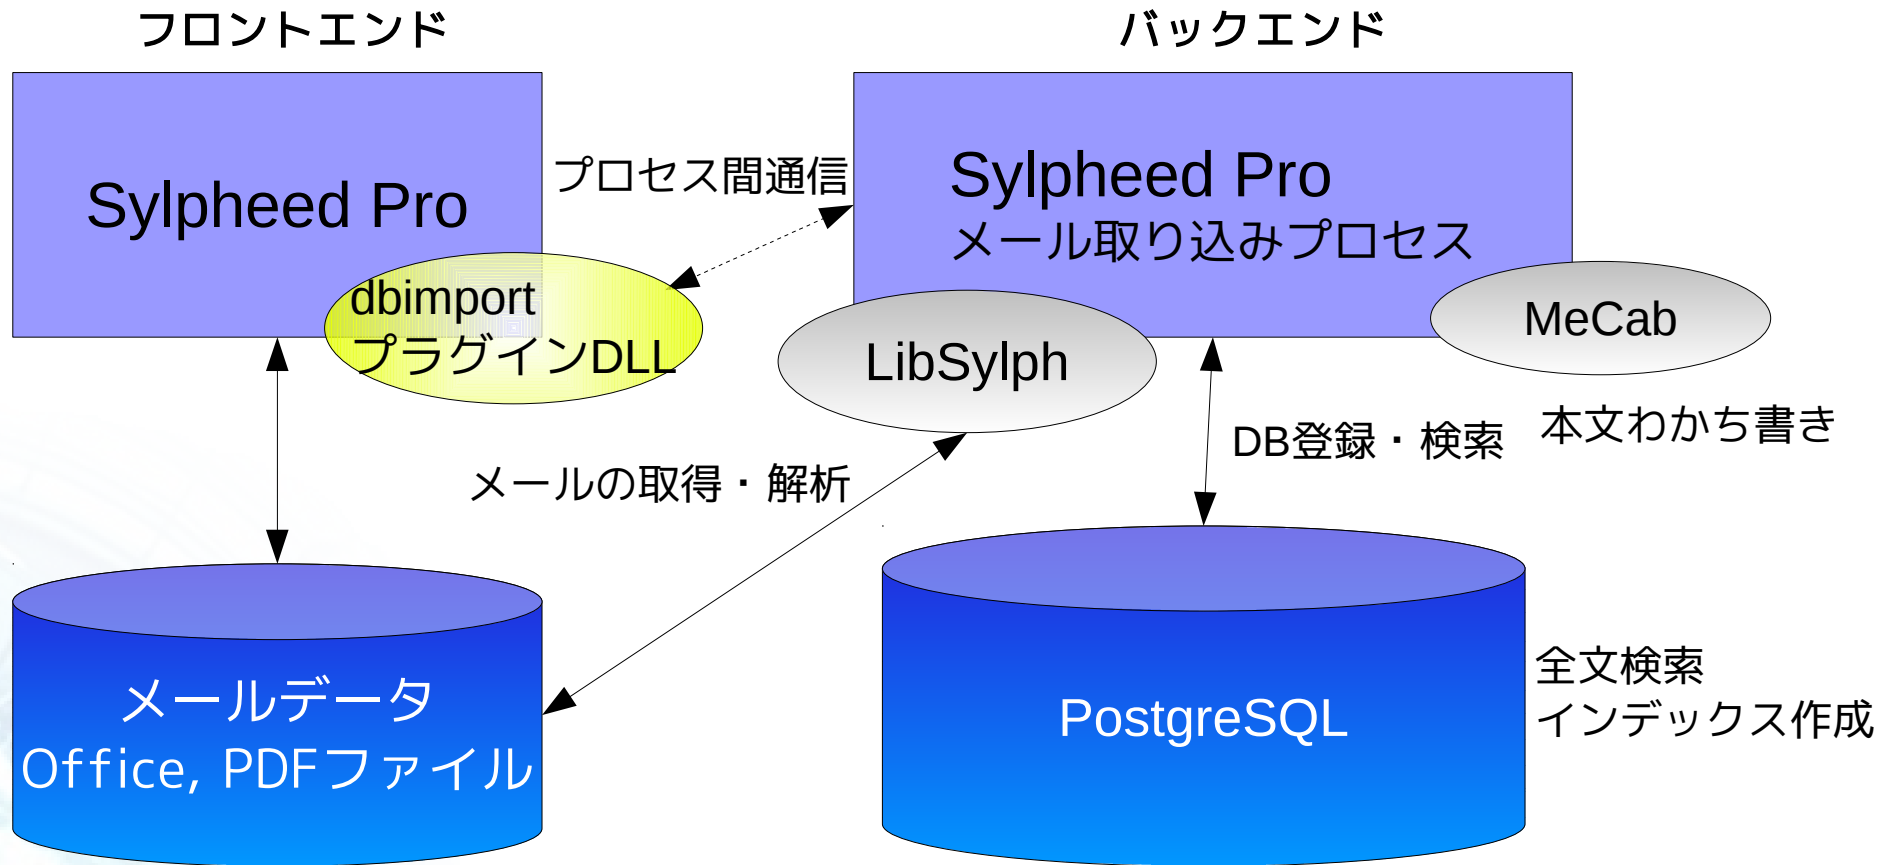 フロントエンド
バックエンド
Sylpheed Pro
プロセス間通信
Sylpheed Pro
メール取り込みプロセス
dbimport
プラグインDLL
LibSylph
MeCab
本文わかち書き
DB登録・検索
メールの取得・解析
メールデータ
Office, PDFファイル
PostgreSQL
全文検索
インデックス作成